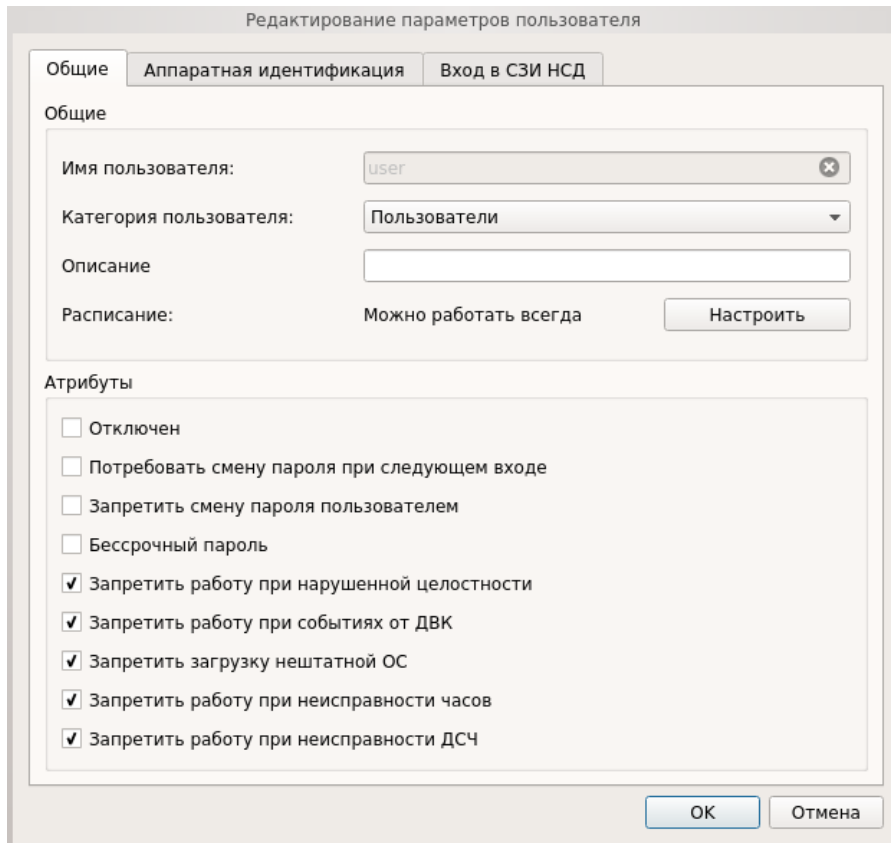 Редактирование параметров пользователя
Общие Аппаратная идентификация Вход в СЗИ НСД
Общие
Имя пользователя: user
Категория пользователя: Пользователи
Описание
Расписание: Можно работать всегда Настроить
Атрибуты
Отключен
Потребовать смену пароля при следующем входе
Запретить смену пароля пользователем
Бессрочный пароль
Запретить работу при нарушенной целостности
Запретить работу при событиях от ДВК
Запретить загрузку нештатной ОС
Запретить работу при неисправности часов
Запретить работу при неисправности ДСЧ
ОК Отмена